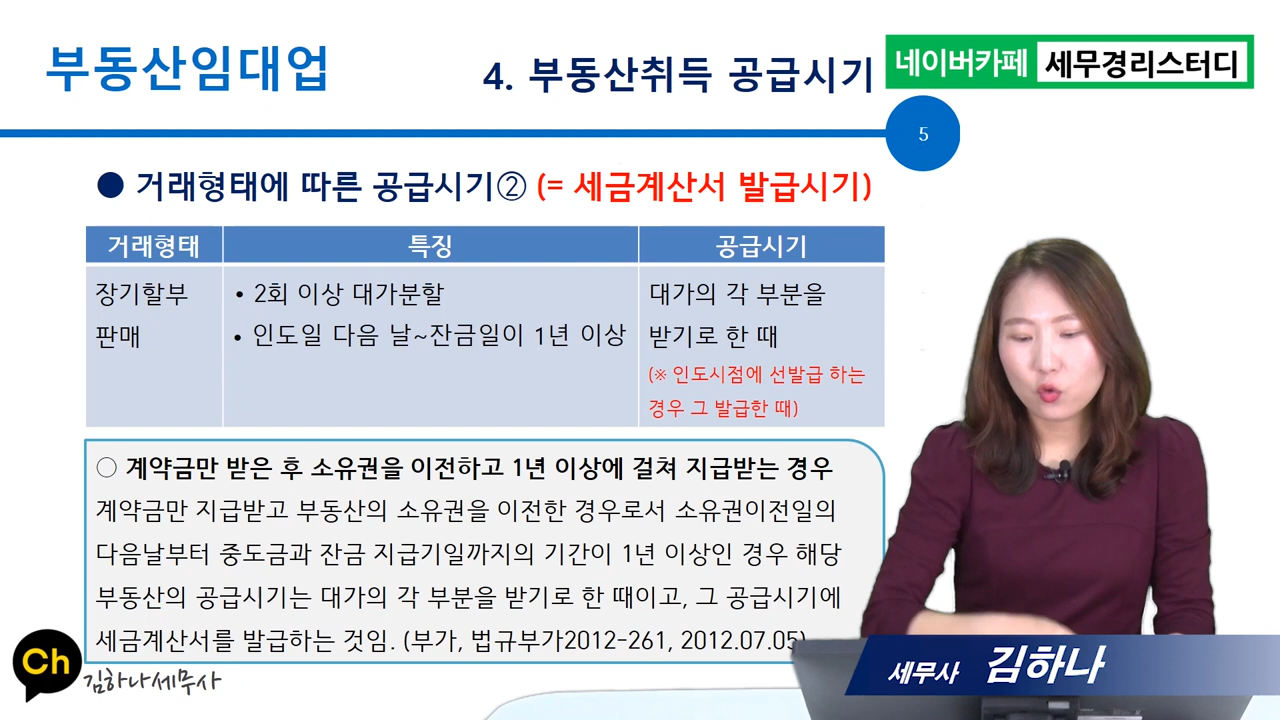 부동산임대업
4. 부동산취득 공급시기
네이버카페 세무경리스터디
5
● 거래형태에 따른 공급시기② (= 세금계산서 발급시기)
거래형태 특징 공급시기
장기할부 • 2회 이상 대가분할 대가의 각 부분을
판매 • 인도일 다음 날~잔금일이 1년 이상 받기로 한 때
(※ 인도시점에 선발급 하는
경우 그 발급한 때)
○ 계약금만 받은 후 소유권을 이전하고 1년 이상에 걸쳐 지급받는 경우
계약금만 지급받고 부동산의 소유권을 이전한 경우로서 소유권이전일의
다음날부터 중도금과 잔금 지급기일까지의 기간이 1년 이상인 경우 해당
부동산의 공급시기는 대가의 각 부분을 받기로 한 때이고, 그 공급시기에
세금계산서를 발급하는 것임. (부가, 법규부가2012-261, 2012.07.05)
Ch
김하나세무사
세무사 김하나